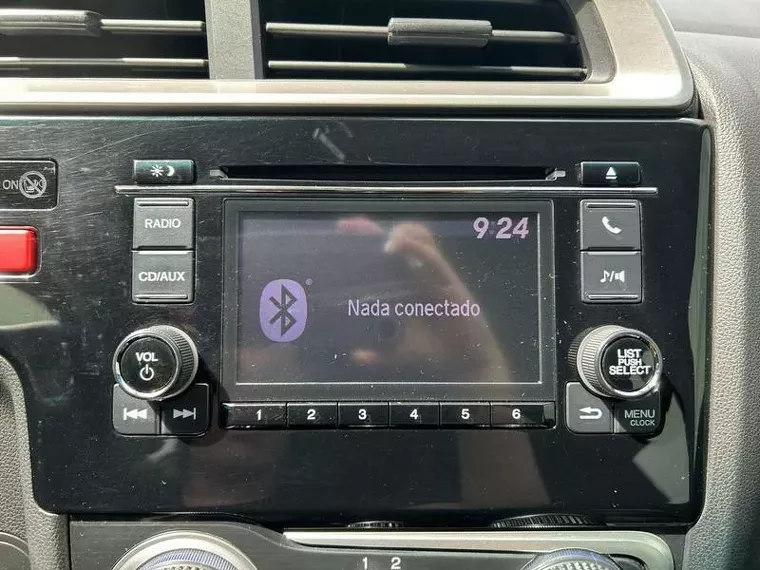 ON
RADIO
CD/AUX
VOL
9:24
Nada conectado
®
LIST
PUSH
SELECT
1 2 3 4 5 6
MENU
CLOCK
1 2